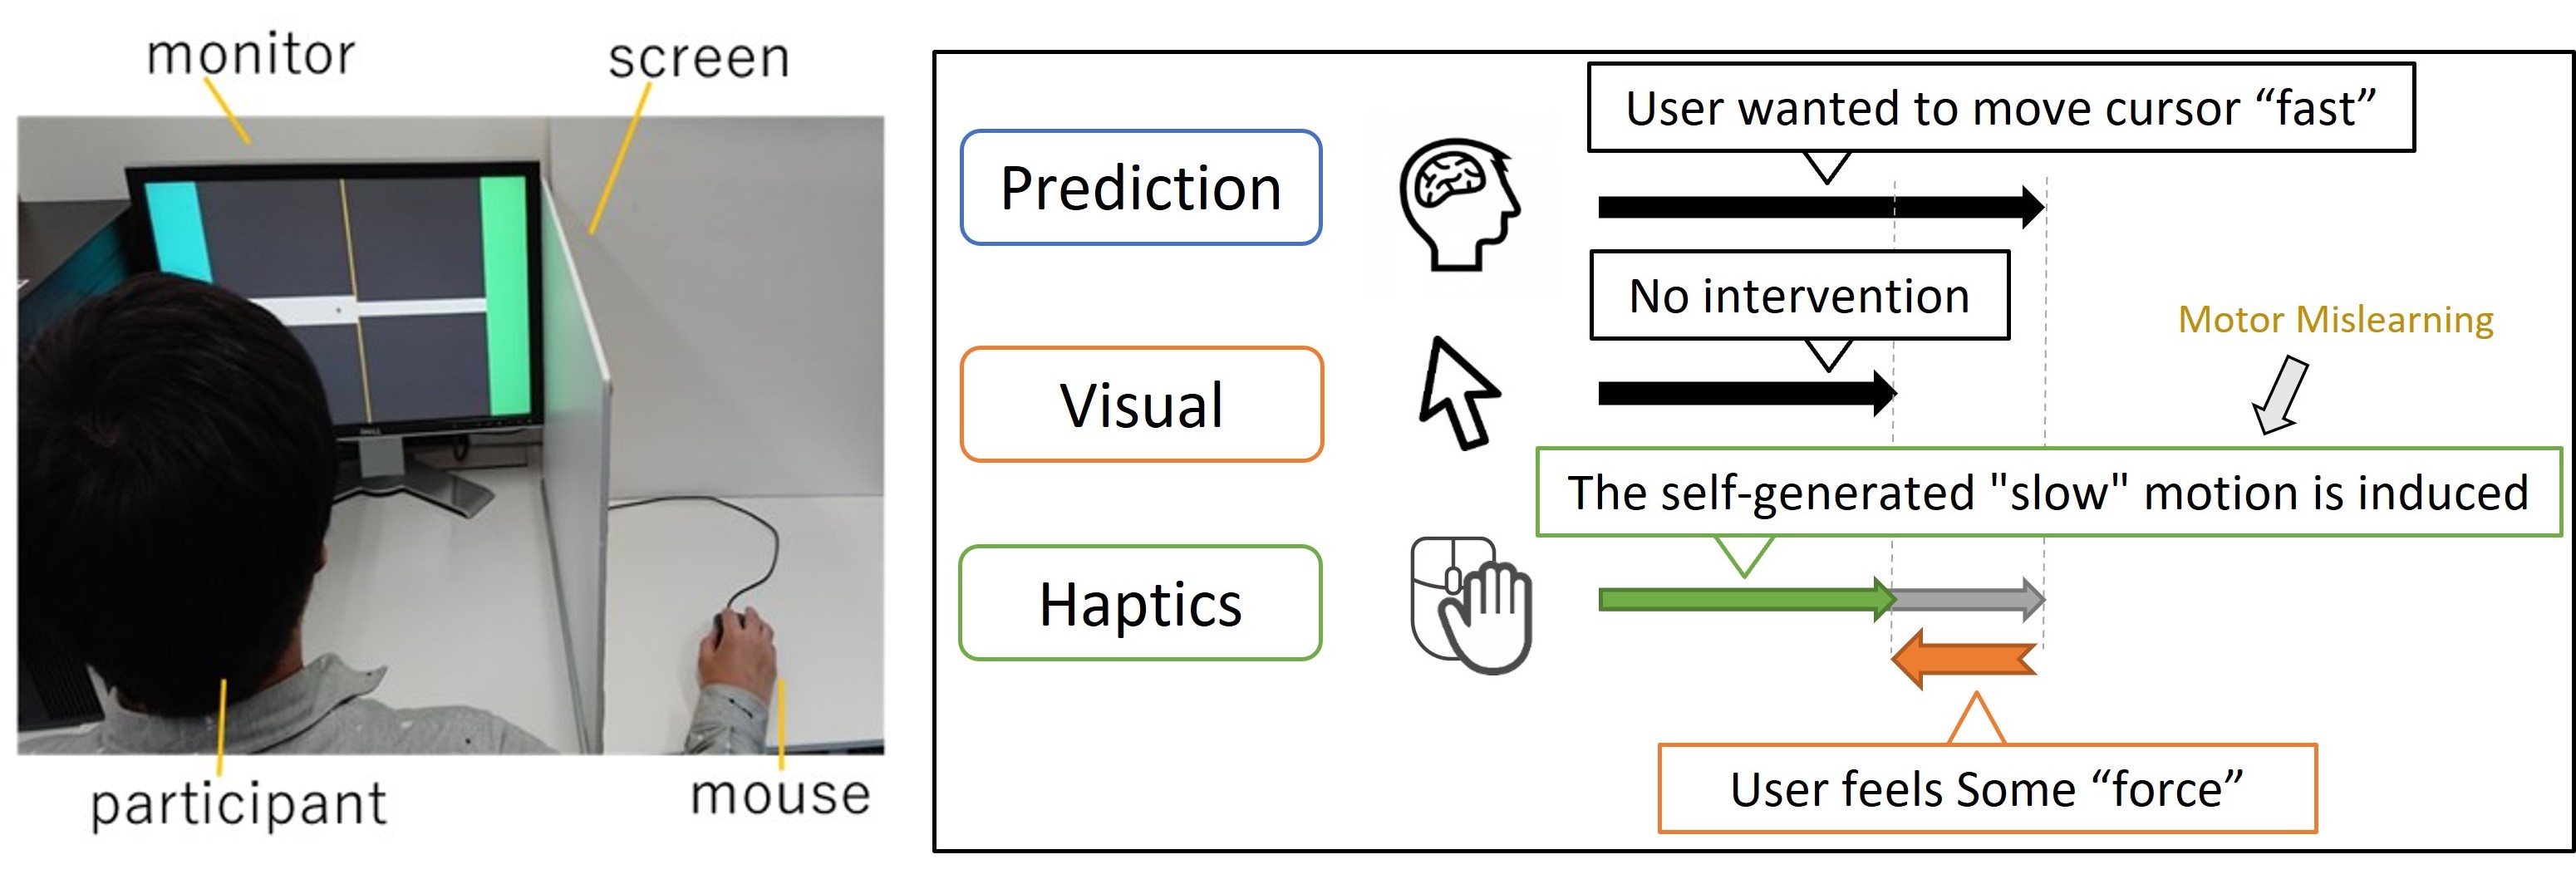 monitor
screen
participant
mouse
User wanted to move cursor “fast”
Prediction
No intervention
Motor Mislearning
Visual
The self-generated "slow" motion is induced
Haptics
User feels Some “force”
DELL